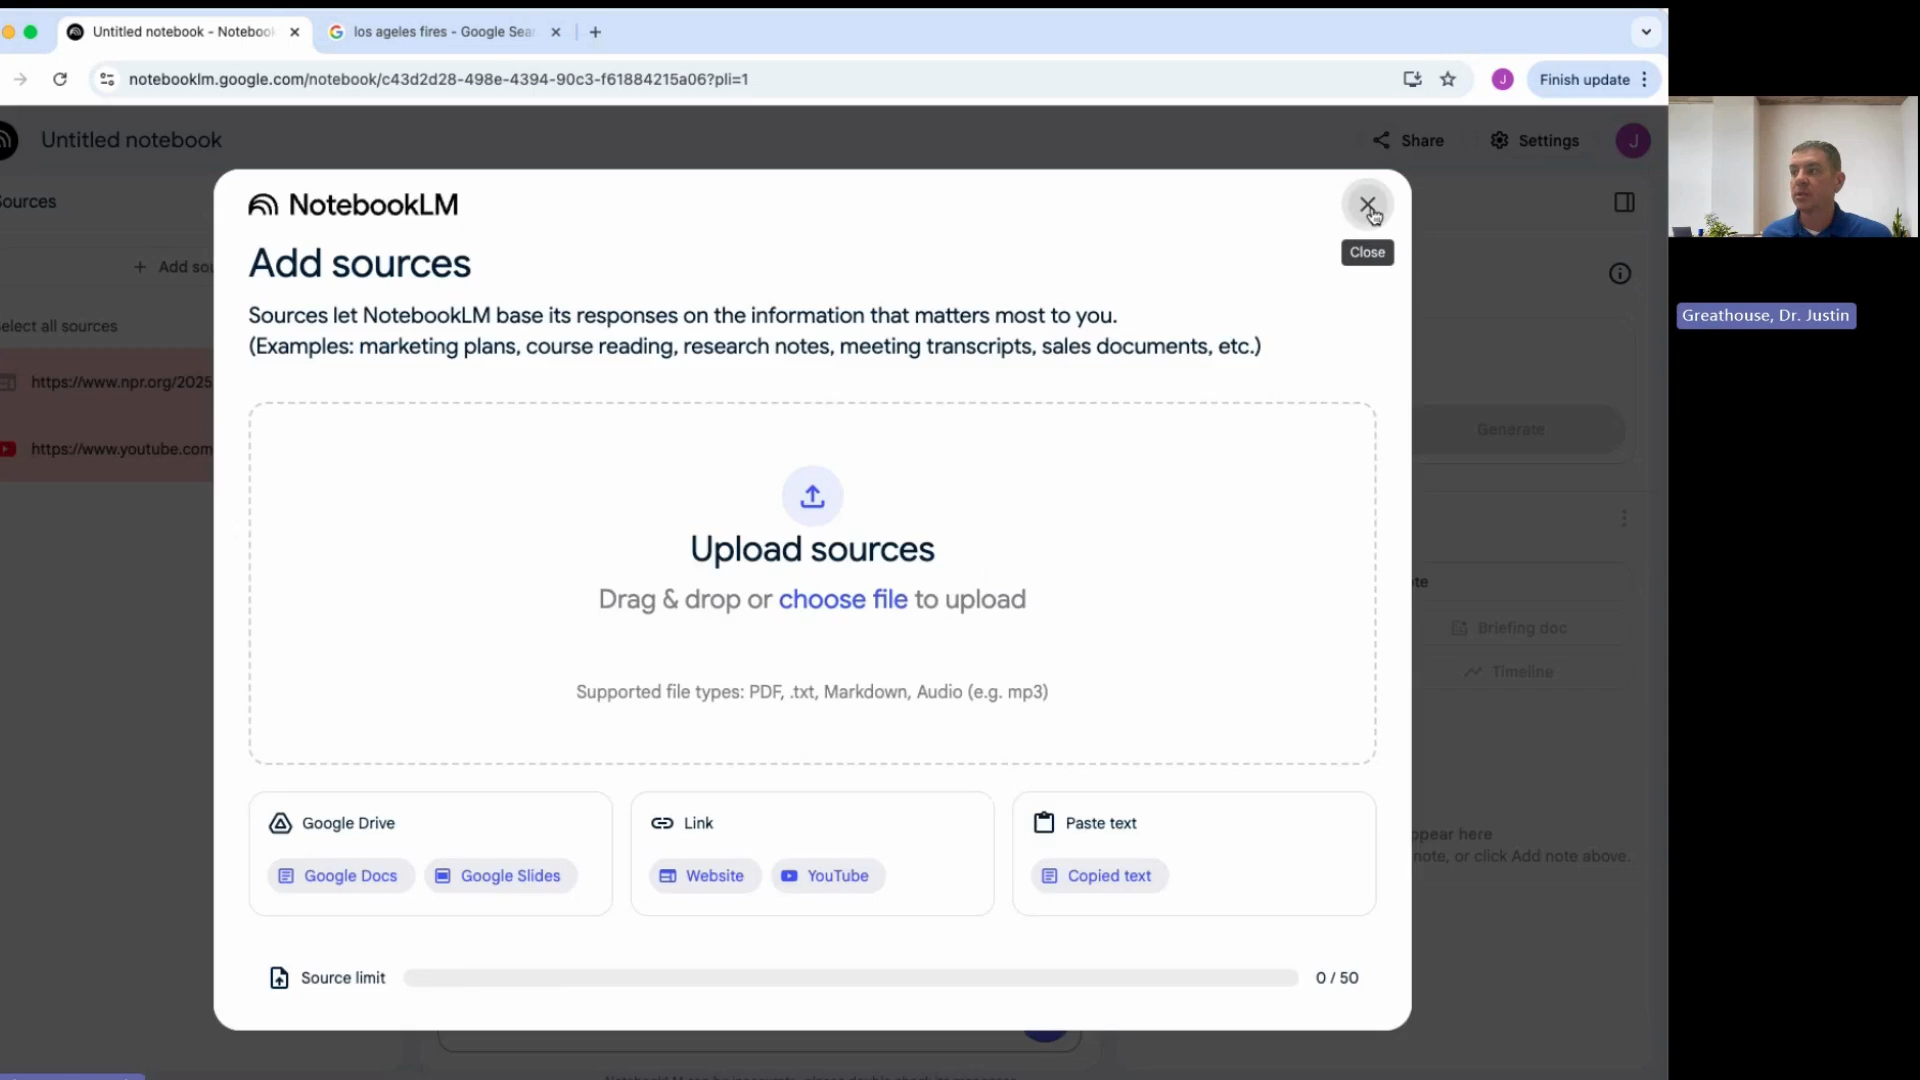 Untitled notebook - Notebook
los ageles fires - Google Sear
notebooklm.google.com/notebook/c43d2d28-498e-4394-90c3-f61884215a06?pli=1
Finish update
Untitled notebook
Share
Settings
J
Sources
Add sou
elect all sources
https://www.npr.org/2025
https://www.youtube.com
NotebookLM
Close
Add sources
Sources let NotebookLM base its responses on the information that matters most to you.
(Examples: marketing plans, course reading, research notes, meeting transcripts, sales documents, etc.)
Upload sources
Drag & drop or choose file to upload
Supported file types: PDF, .txt, Markdown, Audio (e.g. mp3)
Google Drive
Google Docs
Google Slides
Link
Website
YouTube
Paste text
Copied text
Source limit
0 / 50
Generate
Briefing doc
Timeline
ppear here
note, or click Add note above.
Greathouse, Dr. Justin